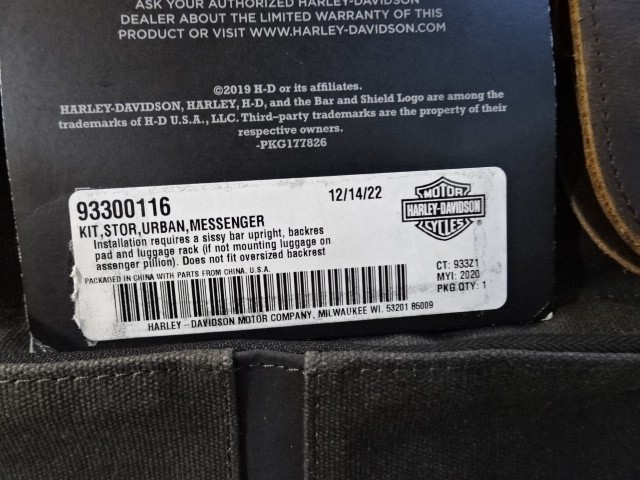 ASK YOUR AUTHORIZED HARLEY-DAVIDSON
DEALER ABOUT THE LIMITED WARRANTY OF THIS
PRODUCT OR VISIT WWW.HARLEY-DAVIDSON.COM
©2019 H-D or its affiliates.
HARLEY-DAVIDSON, HARLEY, H-D, and the Bar and Shield Logo are among the
trademarks of H-D U.S.A., LLC. Third-party trademarks are the property of their
respective owners.
-PKG177826
93300116
12/14/22
KIT,STOR,URBAN,MESSENGER
Installation requires a sissy bar upright, backres
pad and luggage rack (if not mounting luggage on
assenger pillion). Does not fit oversized backrest
PACKAGED IN CHINA WITH PARTS FROM CHINA, U.S.A.
MOTOR
HARLEY-DAVIDSON
CYCLES
CT: 933Z1
MYI: 2020
PKG QTY: 1
HARLEY-DAVIDSON MOTOR COMPANY, MILWAUKEE WI. 53201 85009